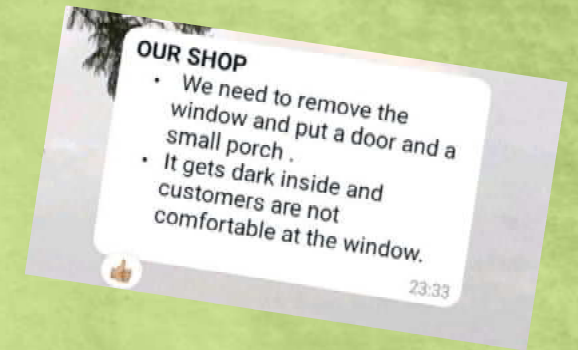 OUR SHOP
• We need to remove the
window and put a door and a
small porch .
• It gets dark inside and
customers are not
comfortable at the window.
23:33